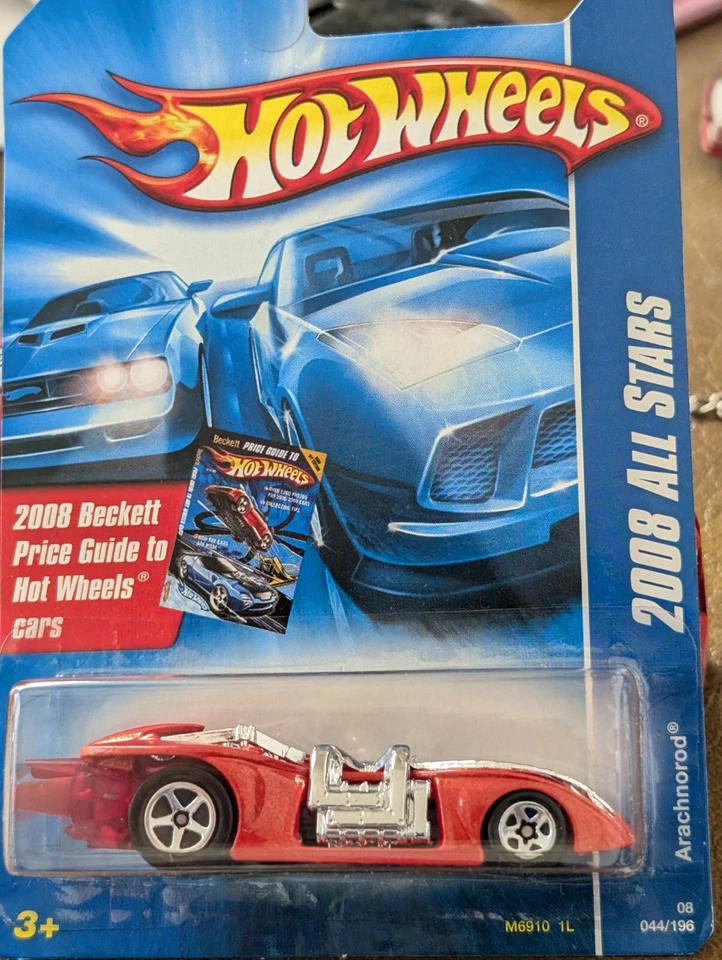 HOT WHEELS®
2008 ALL STARS
Beckett PRICE GUIDE TO
HOT WHEELS
2008 Beckett
Price Guide to
Hot Wheels®
cars
Arachnorod®
3+
M6910 1L
08
044/196